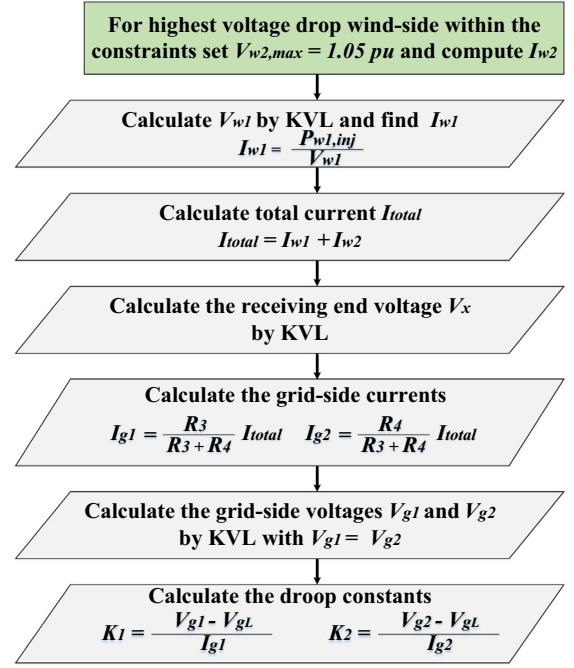 For highest voltage drop wind-side within the
constraints set Vw2,max = 1.05 pu and compute Iw2
Calculate Vw1 by KVL and find Iw1
Iw1 = Pw1,inj / Vw1
Calculate total current Itotal
Itotal = Iw1 + Iw2
Calculate the receiving end voltage Vx
by KVL
Calculate the grid-side currents
Ig1 = R3 / R3 + R4 Itotal Ig2 = R4 / R3 + R4 Itotal
Calculate the grid-side voltages Vg1 and Vg2
by KVL with Vg1 = Vg2
Calculate the droop constants
K1 = Vg1 - VgL / Ig1 K2 = Vg2 - VgL / Ig2